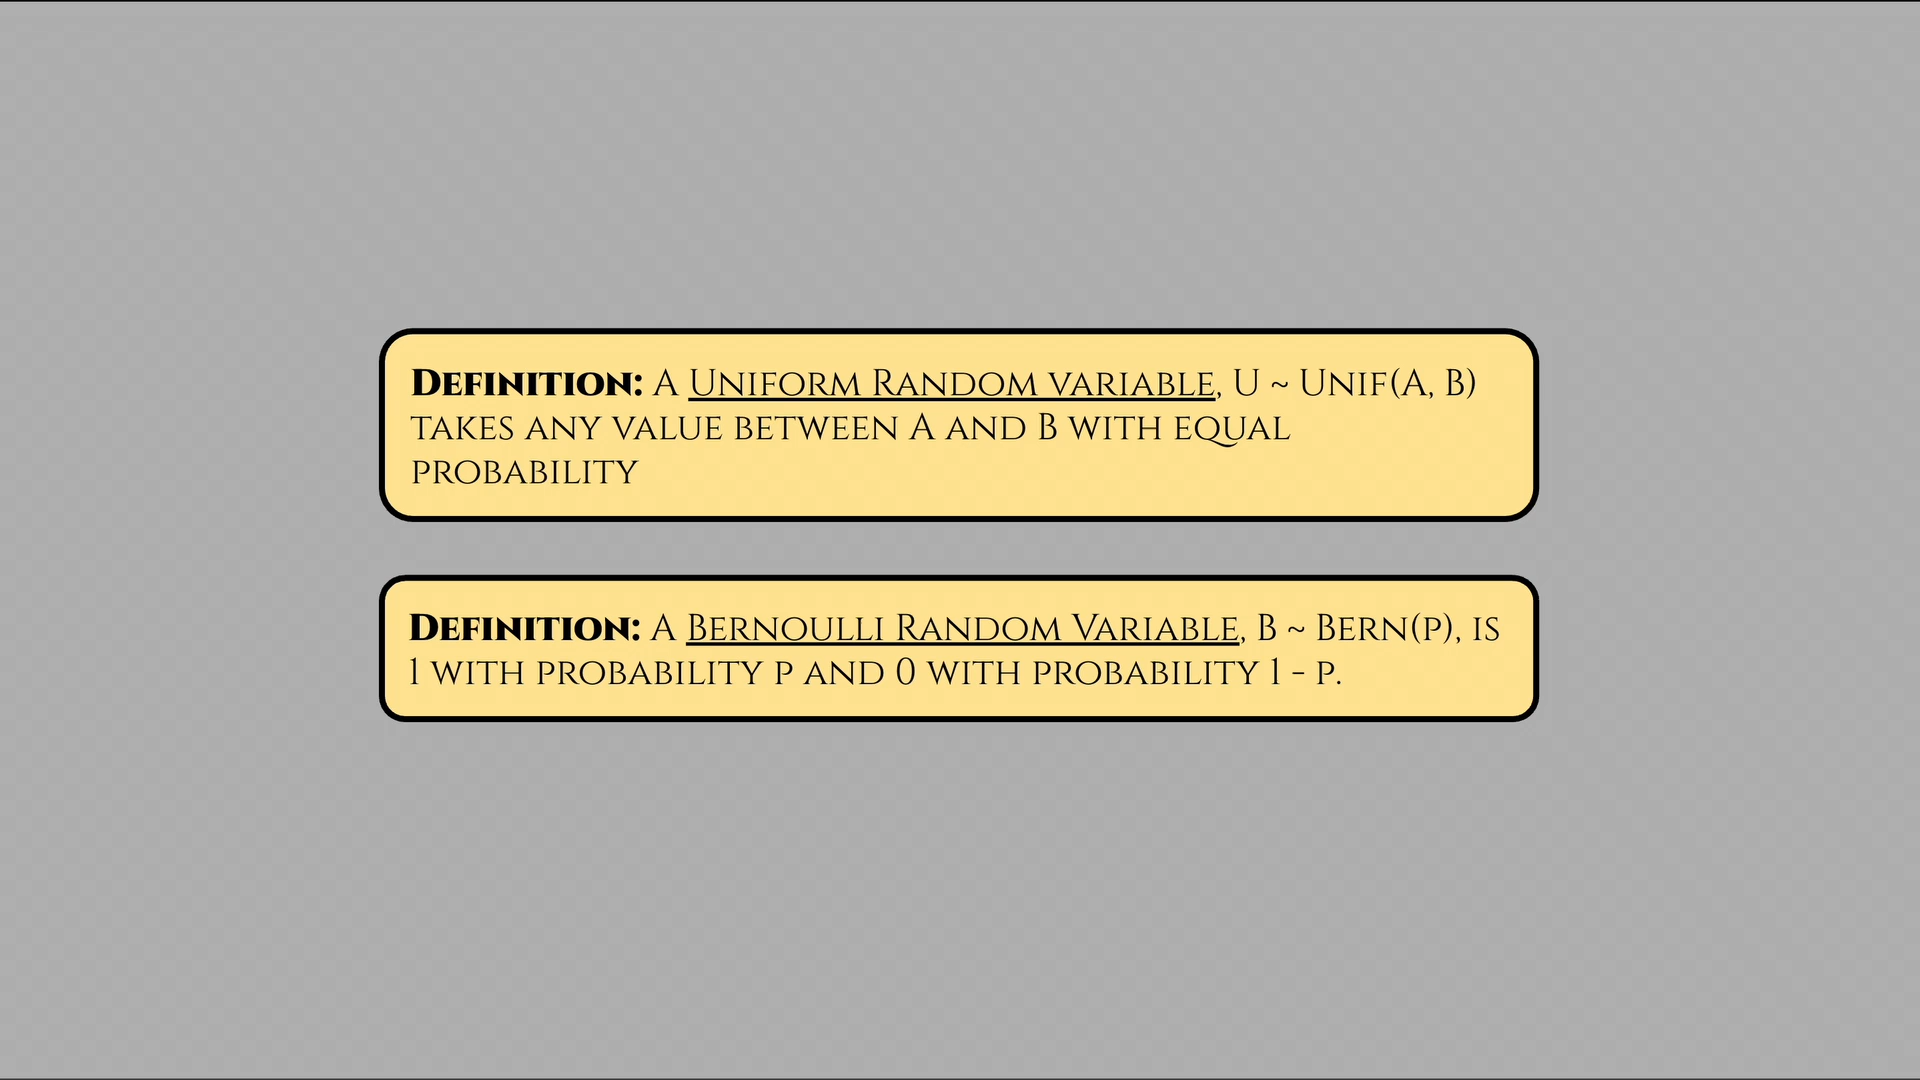 Definition: A Uniform Random variable, U ~ Unif(A, B)
takes any value between A and B with equal
probability
Definition: A Bernoulli Random Variable, B ~ Bern(p), is
1 with probability p and 0 with probability 1 - p.